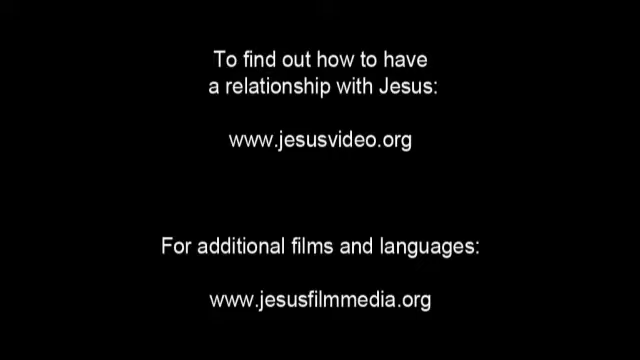 To find out how to have
a relationship with Jesus:
www.jesusvideo.org
For additional films and languages:
www.jesusfilmmedia.org